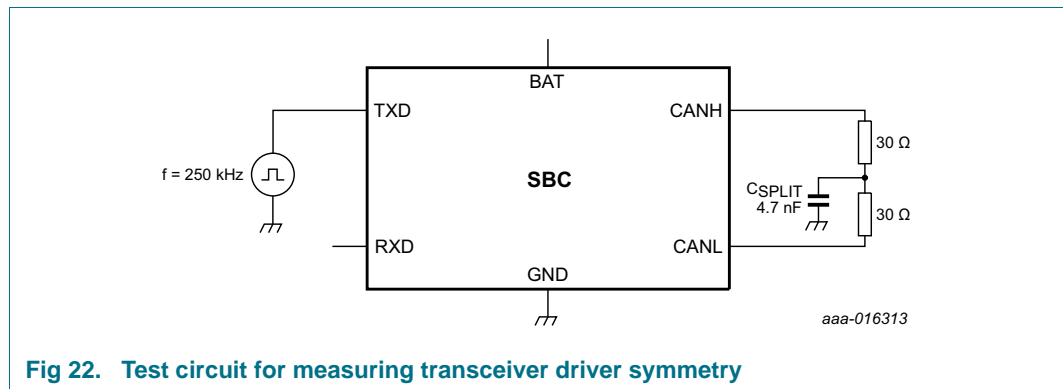 BAT
TXD
CANH
30 Ω
f = 250 kHz
SBC
CSPLIT
4.7 nF
30 Ω
RXD
CANL
GND
aaa-016313
Fig 22. Test circuit for measuring transceiver driver symmetry